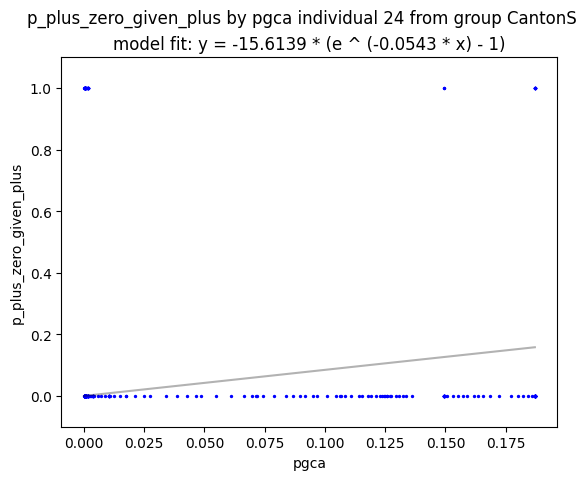 p_plus_zero_given_plus by pgca individual 24 from group CantonS
model fit: y = -15.6139 * (e ^ (-0.0543 * x) - 1)
1.0
0.8
0.6
0.4
0.2
0.0
p_plus_zero_given_plus
0.000 0.025 0.050 0.075 0.100 0.125 0.150 0.175
pgca